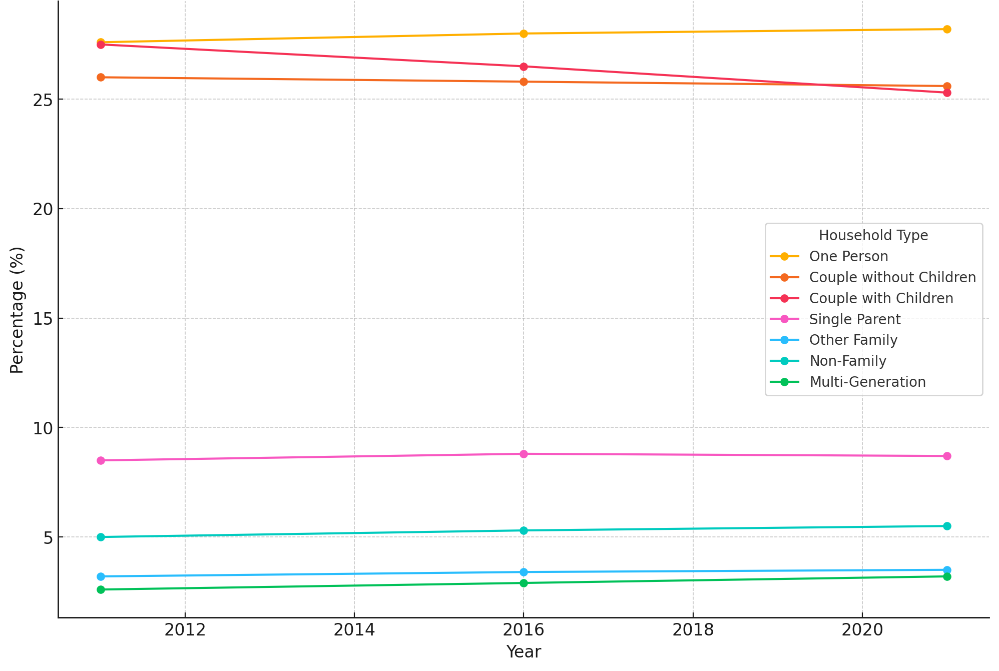 Percentage (%)
25
20
15
10
5
Household Type
One Person
Couple without Children
Couple with Children
Single Parent
Other Family
Non-Family
Multi-Generation
2012 2014 2016 2018 2020
Year